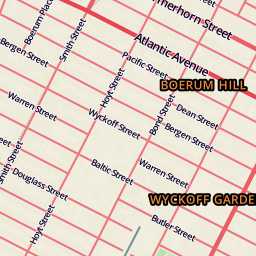 Schermerhorn Street
Boerum Place
Smith Street
Atlantic Avenue
Bergen Street
Pacific Street
BOERUM HILL
Hoyt Street
Warren Street
Wyckoff Street
Bond Street
Dean Street
Bergen Street
Smith Street
Baltic Street
Warren Street
Douglass Street
WYCKOFF GARDE
Hoyt Street
Butler Street